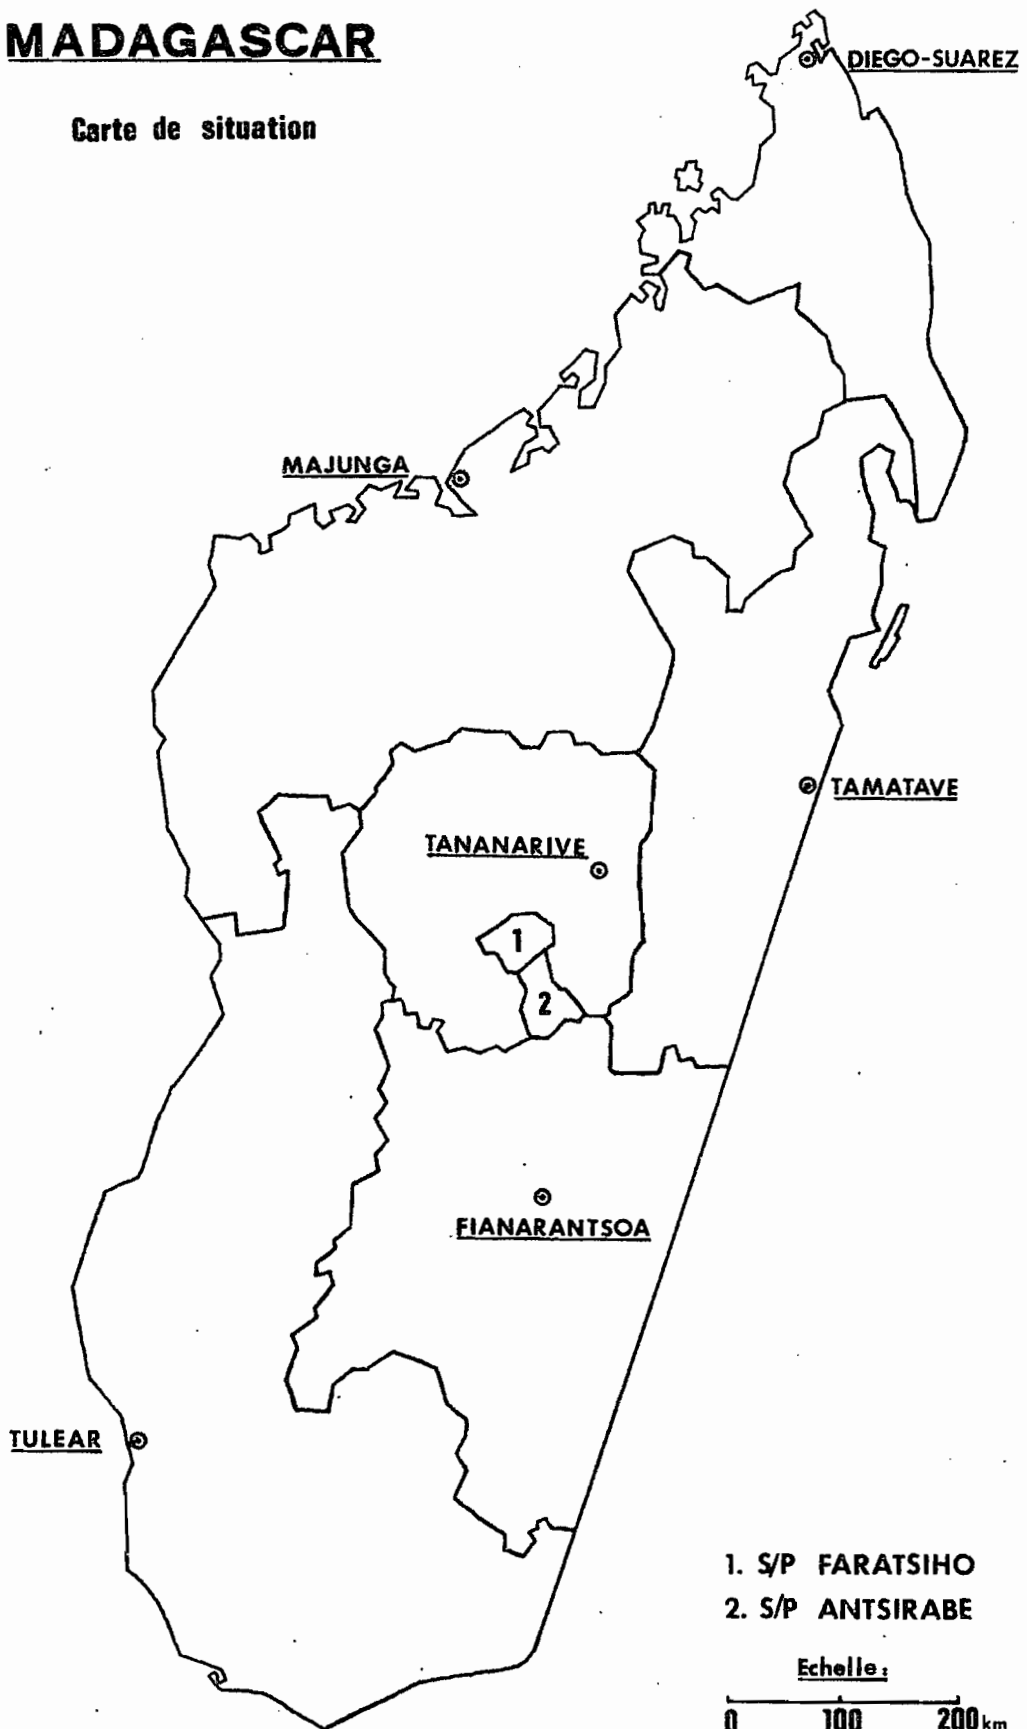 MADAGASCAR
Carte de situation
DIEGO-SUAREZ
MAJUNGA
TAMATAVE
TANANARIVE
1
2
FIANARANTSOA
TULEAR
1. S/P FARATSIHO
2. S/P ANTSIRABE
Echelle:
0 100 200 km